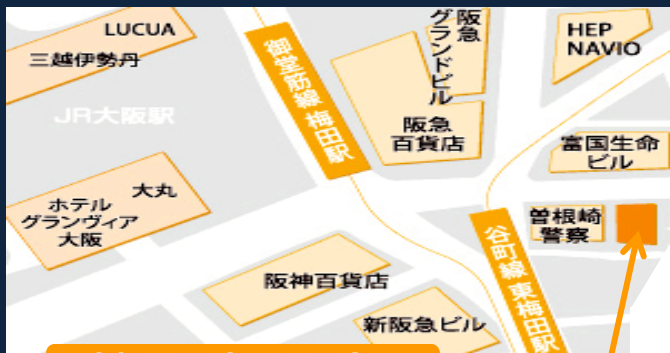 LUCUA
三越伊勢丹
JR大阪駅
御堂筋線 梅田駅
阪急
グランドビル
HEP
NAVIO
阪急
百貨店
富国生命
ビル
大丸
ホテル
グランヴィア
大阪
曽根崎
警察
谷町線 東梅田駅
阪神百貨店
新阪急ビル